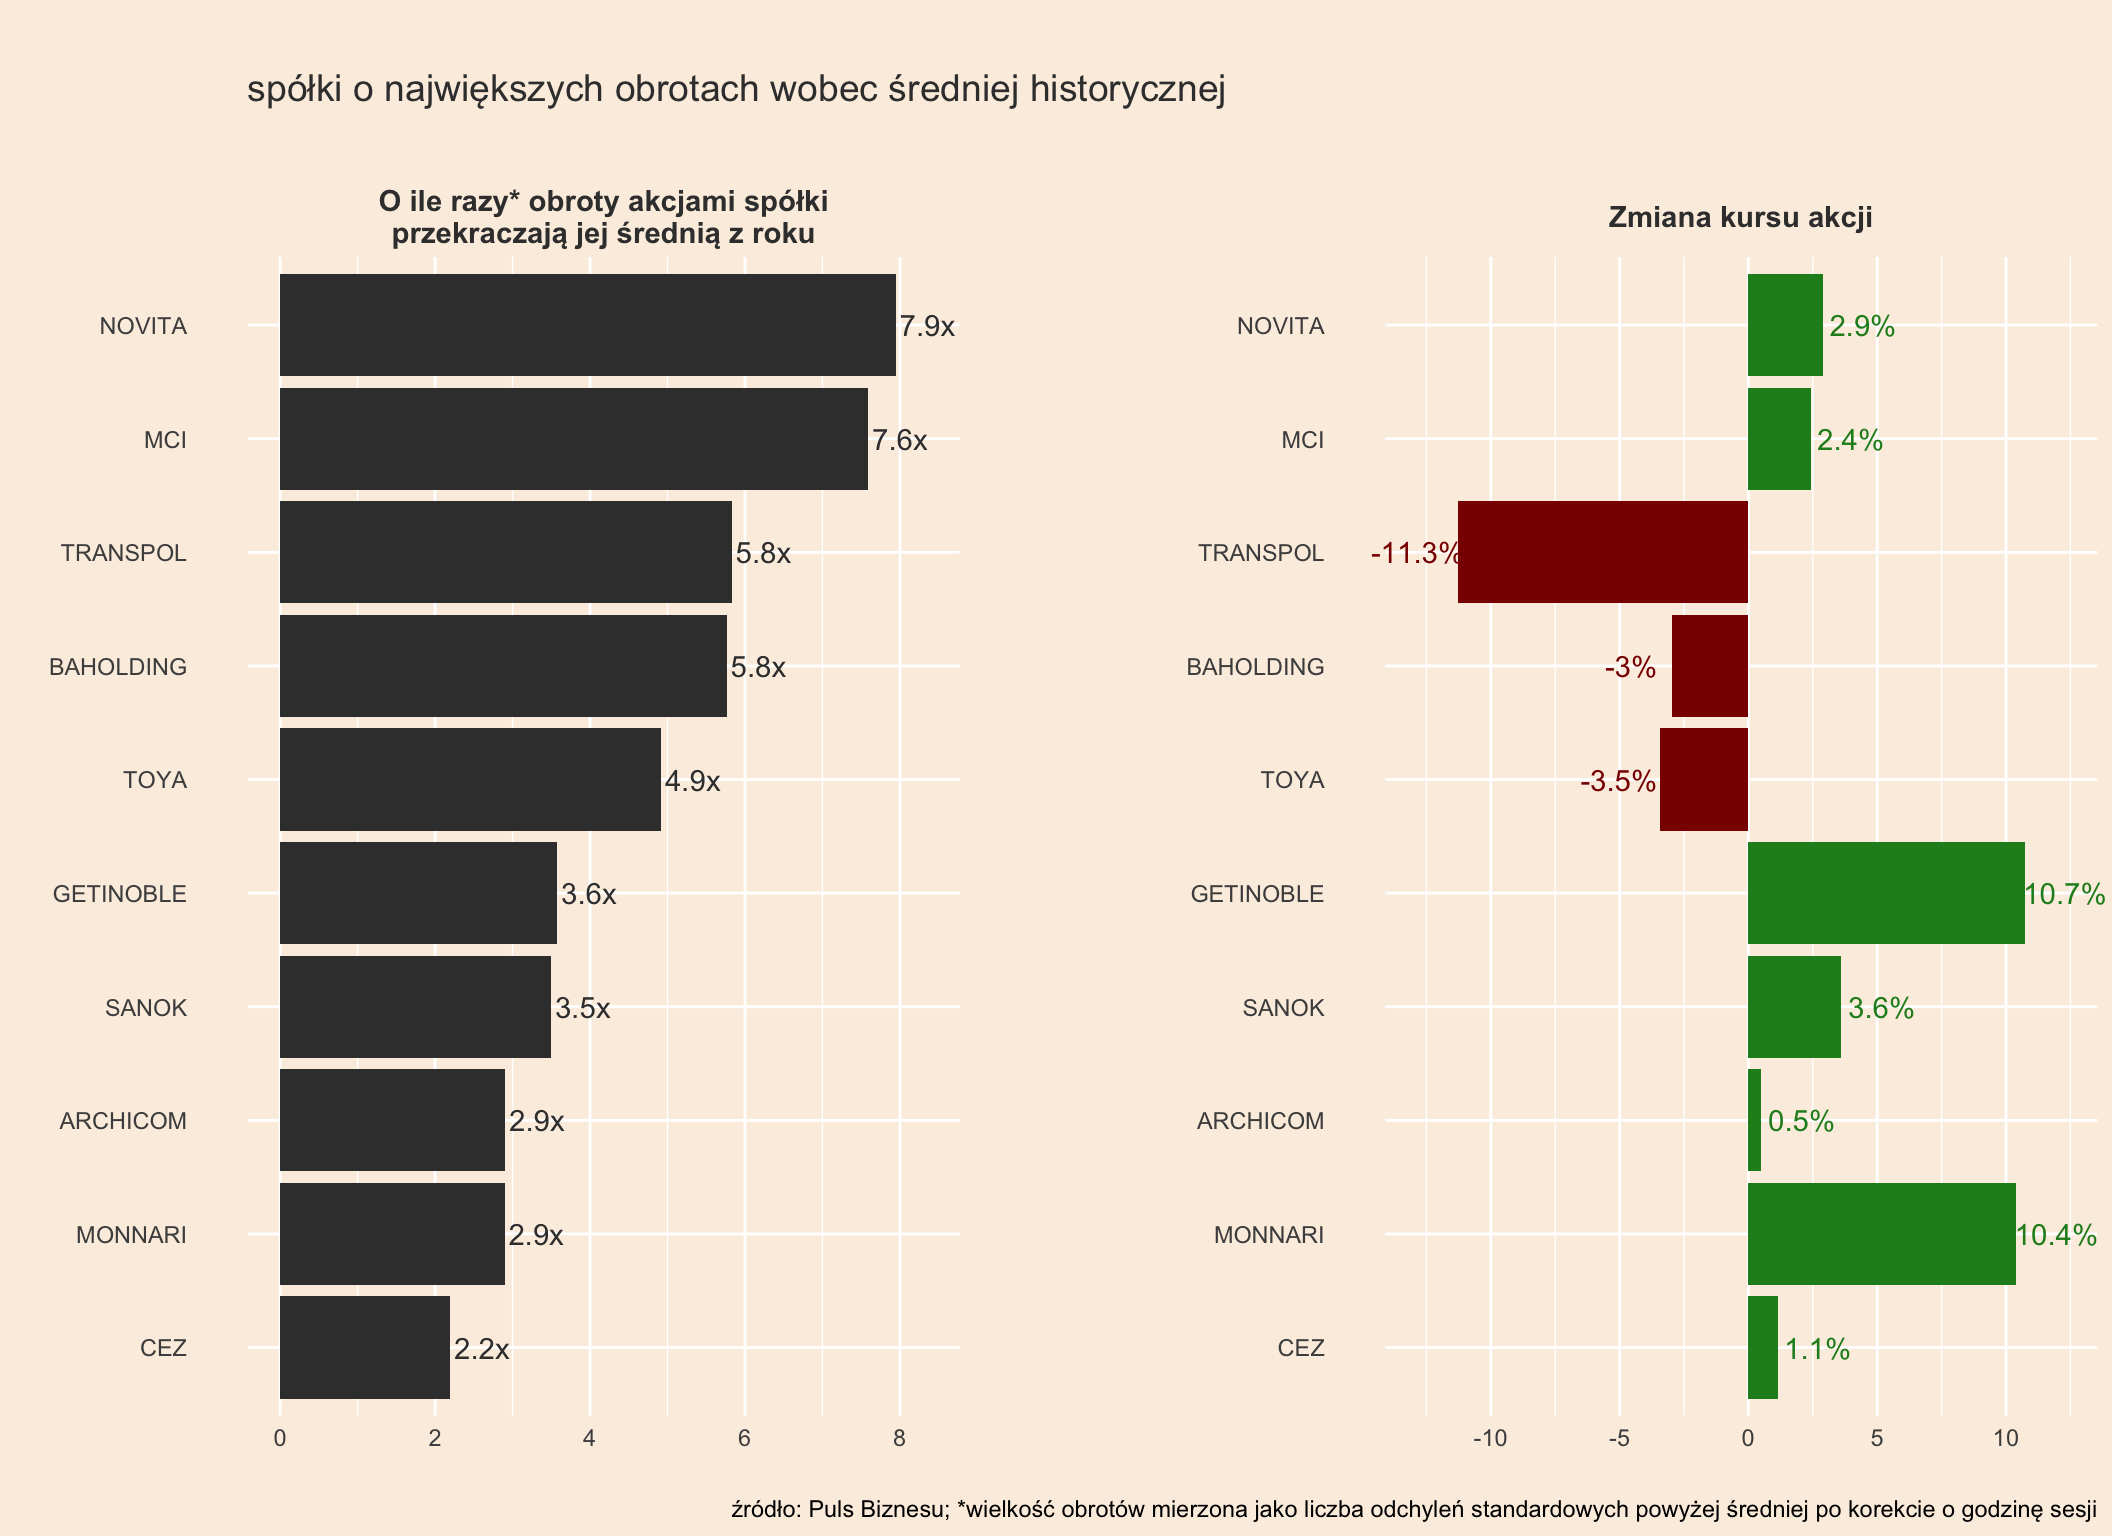 spółki o największych obrotach wobec średniej historycznej
O ile razy* obroty akcjami spółki
przekraczają jej średnią z roku
NOVITA
7.9x
MCI
7.6x
TRANSPOL
5.8x
BAHOLDING
5.8x
TOYA
4.9x
GETINOBLE
3.6x
SANOK
3.5x
ARCHICOM
2.9x
MONNARI
2.9x
CEZ
2.2x
0 2 4 6 8
Zmiana kursu akcji
NOVITA
2.9%
MCI
2.4%
TRANSPOL
-11.3%
BAHOLDING
-3%
TOYA
-3.5%
GETINOBLE
10.7%
SANOK
3.6%
ARCHICOM
0.5%
MONNARI
10.4%
CEZ
1.1%
-10 -5 0 5 10
źródło: Puls Biznesu; *wielkość obrotów mierzona jako liczba odchyleń standardowych powyżej średniej po korekcie o godzinę sesji